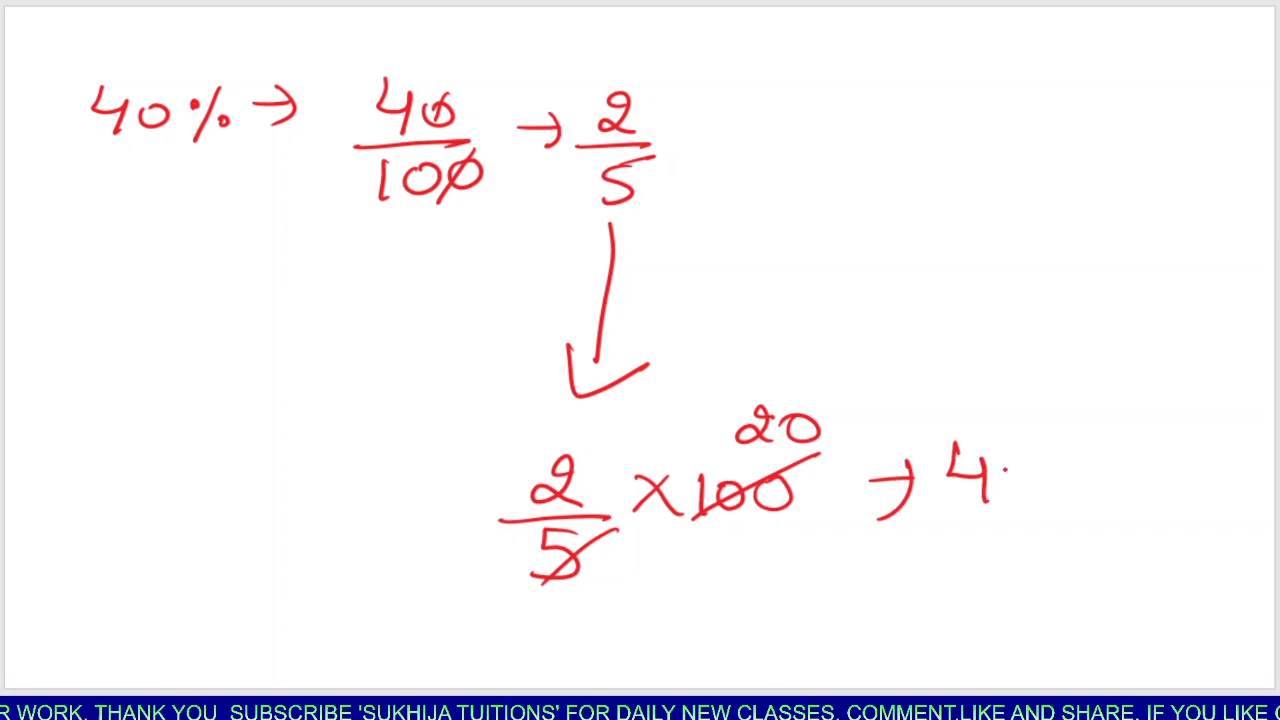 40% → 40/100 → 2/5
2/5 × 100 20 → 4
R WORK. THANK YOU SUBSCRIBE 'SUKHIJA TUITIONS' FOR DAILY NEW CLASSES. COMMENT,LIKE AND SHARE. IF YOU LIKE